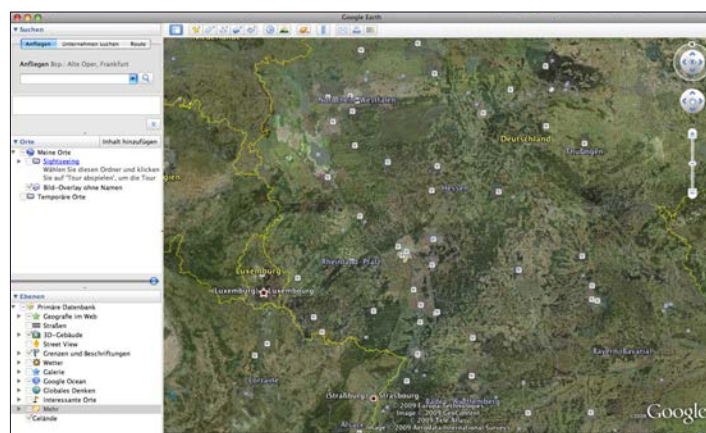 Google Earth
Suchen
Anfliegen Unternehmen suchen Route
Anfliegen Bsp.: Alte Oper, Frankfurt
Orte Inhalt hinzufügen
Meine Orte
Sightseeing
Wählen Sie diesen Ordner und klicken
Sie auf 'Tour abspielen', um die Tour
Bild-Overlay ohne Namen
Temporäre Orte
Ebenen
Primäre Datenbank
Geografie im Web
Straßen
3D-Gebäude
Street View
Grenzen und Beschriftungen
Wetter
Galerie
Google Ocean
Globales Denken
Interessante Orte
Mehr
Gelände
Nordrhein-Westfalen
Deutschland
Thüringen
Hessen
Rheinland-Pfalz
Luxemburg
(Luxemburg) Luxembourg
Lorraine
(Straßburg) Strasbourg
Baden-Württemberg
Bayern(Bavaria)
Alsace
© 2009 Europa Technologies
Image © 2009 GeoContent
© 2009 Tele Atlas
Image © 2009 Aerodata International Surveys
©2009 Google